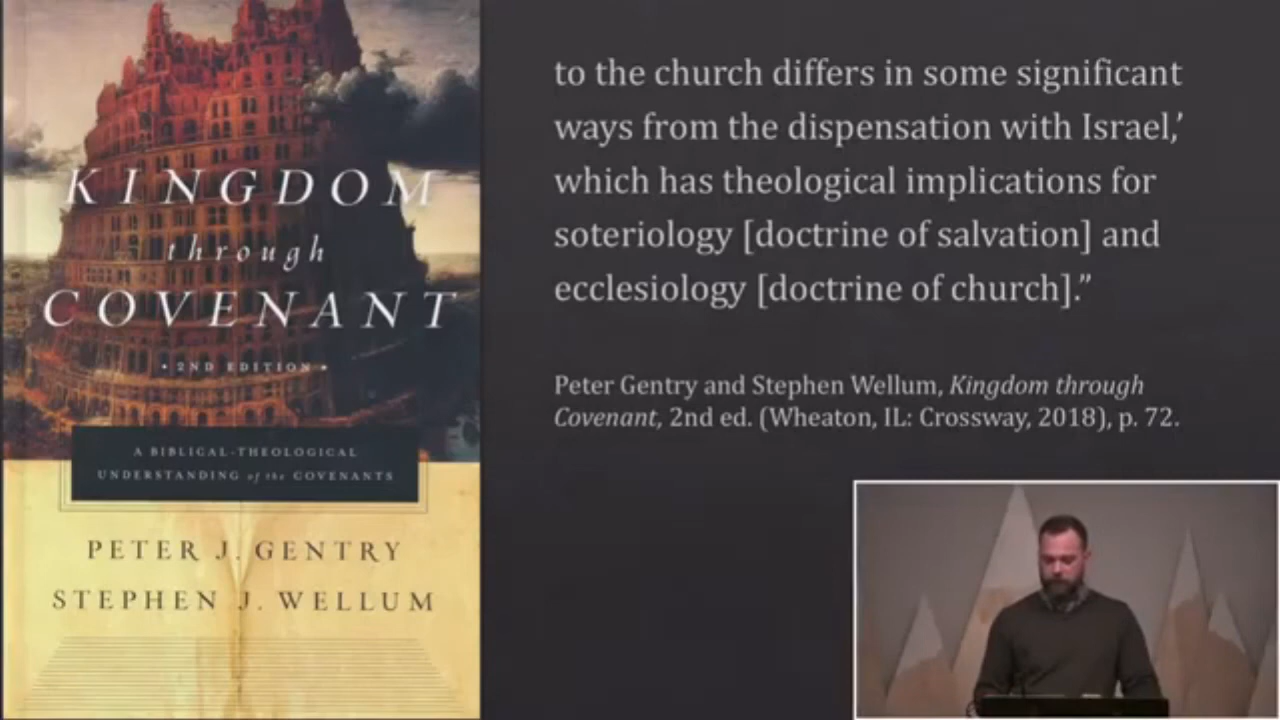 KINGDOM
through
COVENANT
• 2ND EDITION •
A BIBLICAL-THEOLOGICAL
UNDERSTANDING of the COVENANTS
PETER J. GENTRY
STEPHEN J. WELLUM
to the church differs in some significant
ways from the dispensation with Israel,’
which has theological implications for
soteriology [doctrine of salvation] and
ecclesiology [doctrine of church].”
Peter Gentry and Stephen Wellum, Kingdom through
Covenant, 2nd ed. (Wheaton, IL: Crossway, 2018), p. 72.